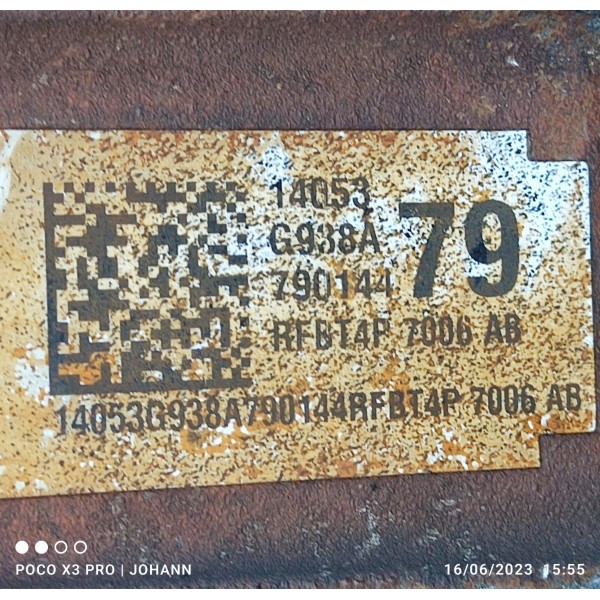 14053
G938A
790144
79
RFBT4P 7006 AB
14053G938A790144RFBT4P 7006 AB
POCO X3 PRO | JOHANN
16/06/2023 15:55